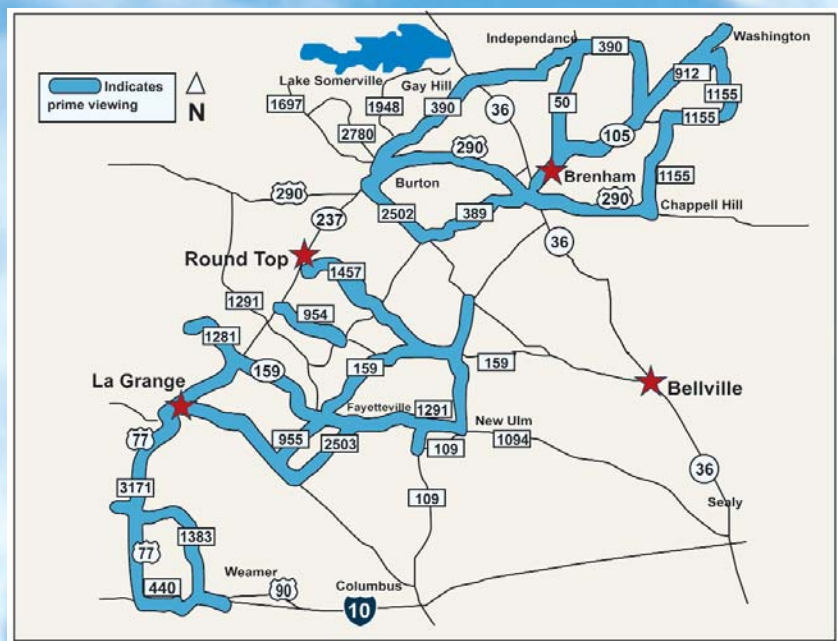 Indicates
prime viewing
N
Lake Somerville
Gay Hill
Independance
Washington
390
912
1697
1948
390
36
50
1155
2780
105
1155
290
Brenham
1155
290
Burton
290
Chappell Hill
237
2502
389
36
Round Top
1457
1291
954
1281
La Grange
159
159
159
Bellville
Fayetteville
1291
New Ulm
77
955
2503
109
1094
36
3171
109
Sealy
77
1383
440
Weamer
90
Columbus
10